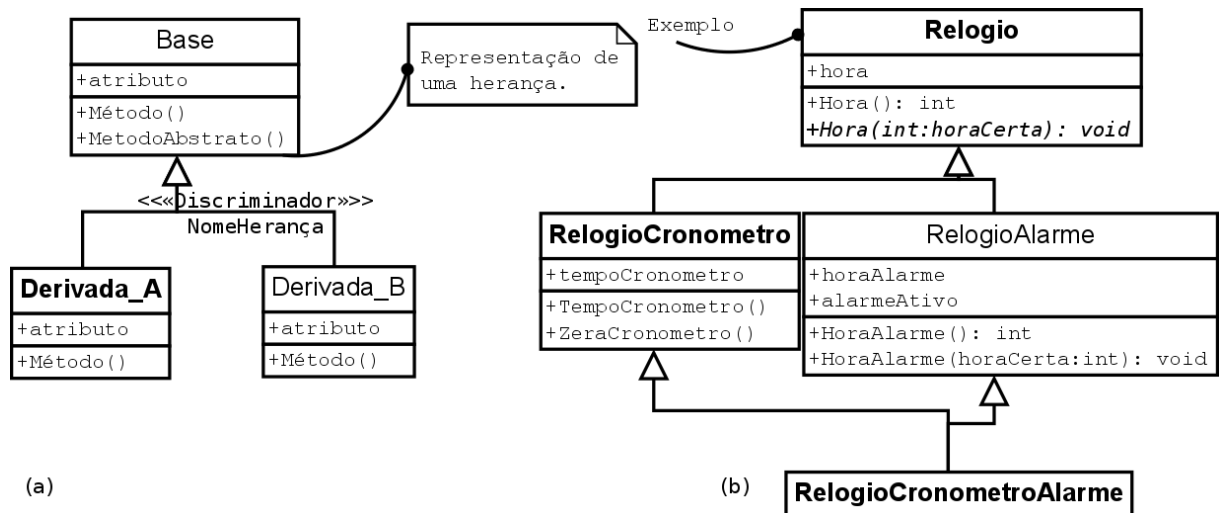 Base
+atributo
+Método()
+MetodoAbstrato()
Representação de
uma herança.
<<«Discriminador»>>
NomeHerança
Derivada_A
+atributo
+Método()
Derivada_B
+atributo
+Método()
(a)
Exemplo
Relogio
+hora
+Hora(): int
+Hora(int:horaCerta): void
RelogioCronometro
+tempoCronometro
+TempoCronometro()
+ZeraCronometro()
RelogioAlarme
+horaAlarme
+alarmeAtivo
+HoraAlarme(): int
+HoraAlarme(horaCerta:int): void
(b)
RelogioCronometroAlarme